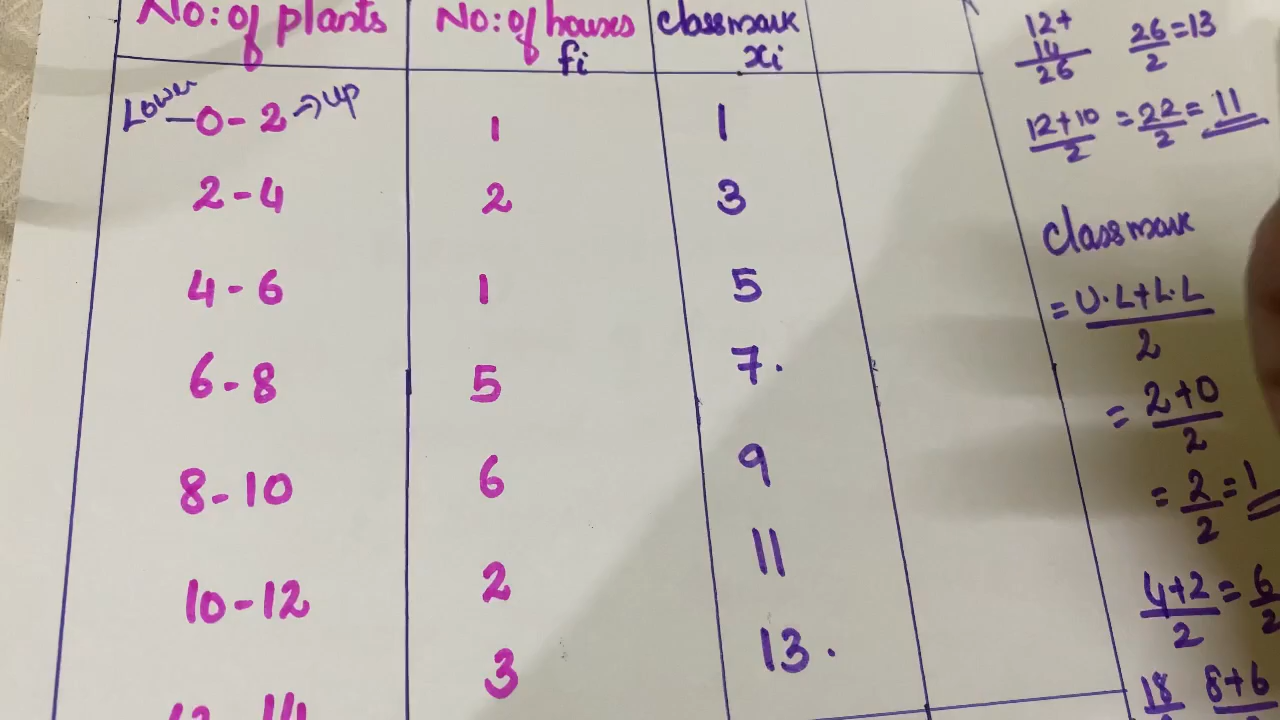 No: of plants No: of houses fi classmark xi
Lower 0-2 → up 1 1
2-4 2 3
4-6 1 5
6-8 5 7.
8-10 6 9
10-12 2 11
12-14 3 13.
12+
14
26
26/2 = 13
12+10/2 = 22/2 = 11
Classmark
= U.L+L.L/2
= 2+0/2
= 2/2 = 1
4+2/2 = 6/2
18 8+6